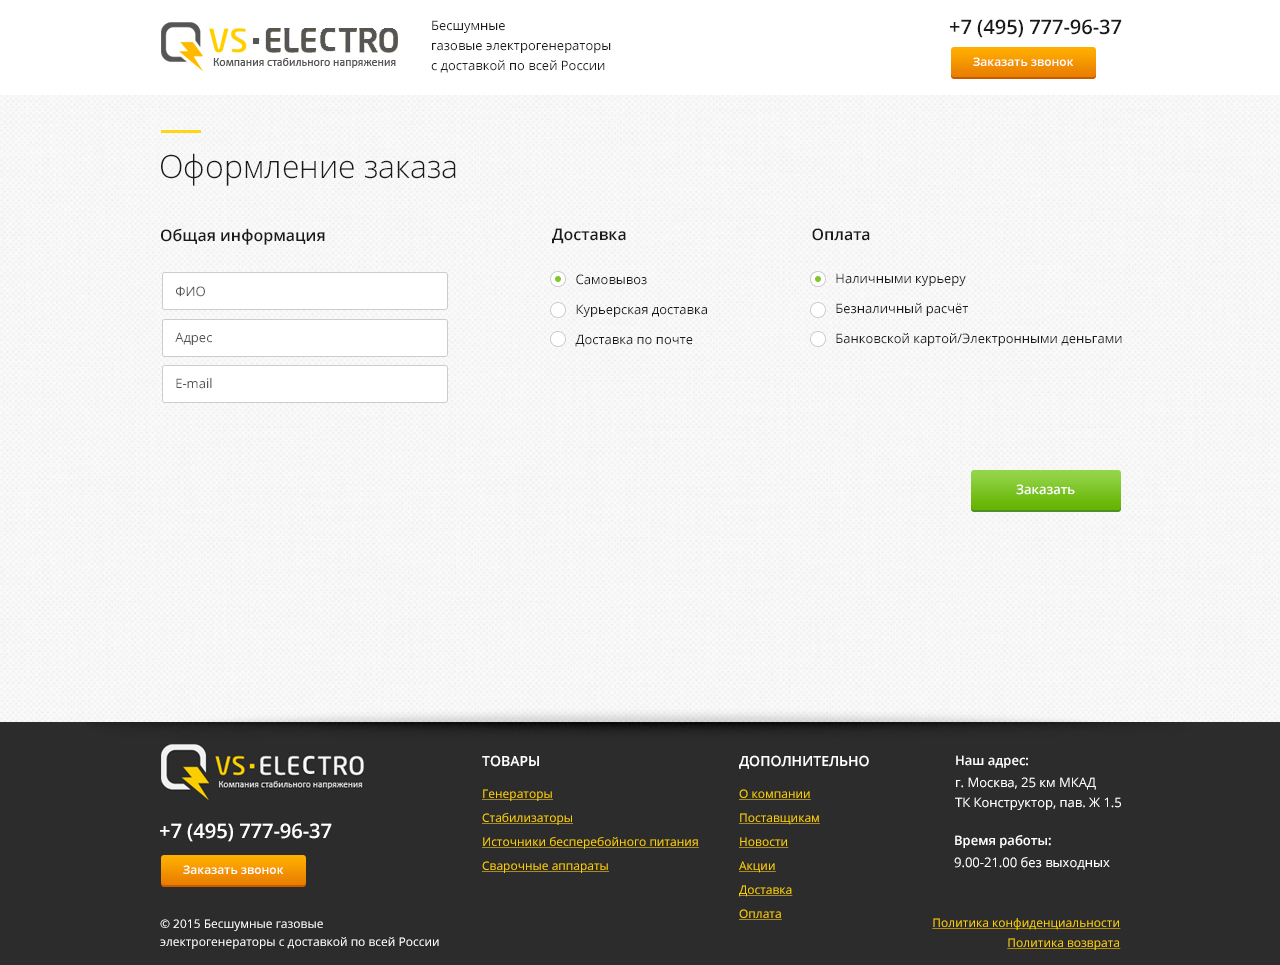 VS·ELECTRO
Компания стабильного напряжения
Бесшумные
газовые электрогенераторы
с доставкой по всей России
+7 (495) 777-96-37
Заказать звонок
Оформление заказа
Общая информация
ФИО
Адрес
E-mail
Доставка
Самовывоз
Курьерская доставка
Доставка по почте
Оплата
Наличными курьеру
Безналичный расчёт
Банковской картой/Электронными деньгами
Заказать
VS·ELECTRO
Компания стабильного напряжения
+7 (495) 777-96-37
Заказать звонок
© 2015 Бесшумные газовые
электрогенераторы с доставкой по всей России
ТОВАРЫ
Генераторы
Стабилизаторы
Источники бесперебойного питания
Сварочные аппараты
ДОПОЛНИТЕЛЬНО
О компании
Поставщикам
Новости
Акции
Доставка
Оплата
Наш адрес:
г. Москва, 25 км МКАД
ТК Конструктор, пав. Ж 1.5
Время работы:
9.00-21.00 без выходных
Политика конфиденциальности
Политика возврата